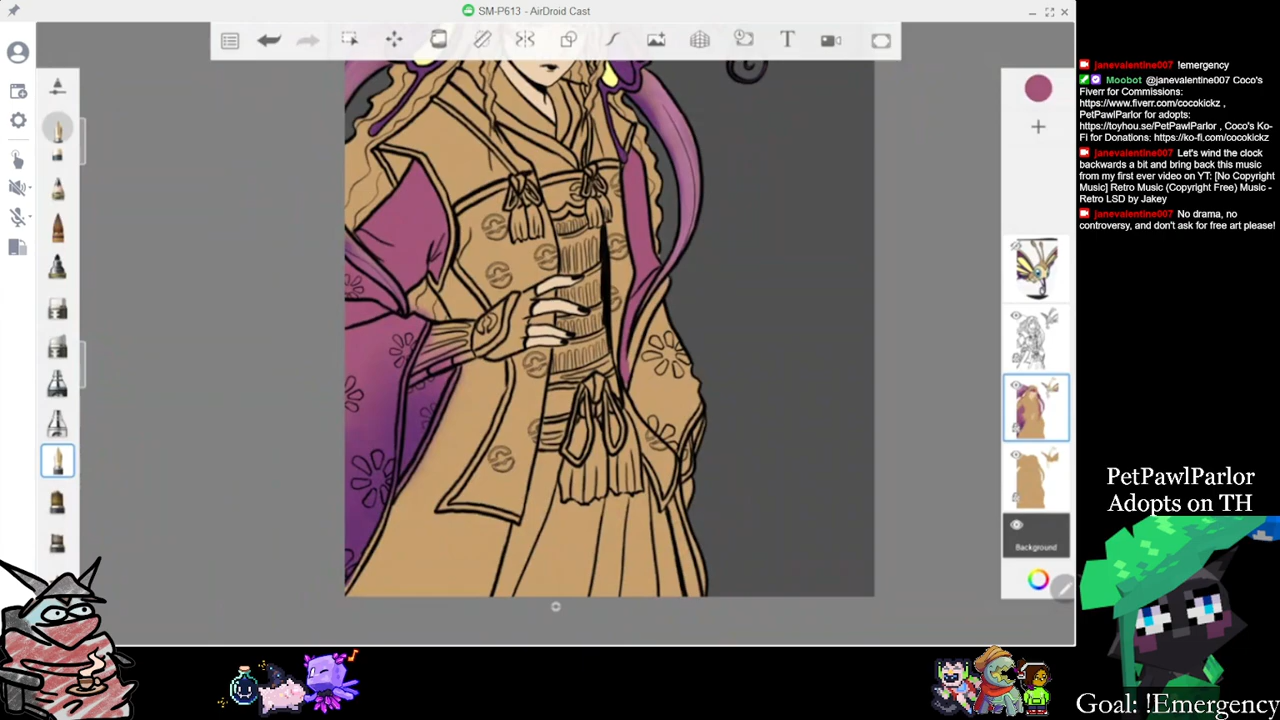 SM-P613 - AirDroid Cast
T
Background
janevalentine007 !emergency
Moobot @janevalentine007 Coco's
Fiverr for Commissions:
https://www.fiverr.com/cocokickz ,
PetPawlParlor for adopts:
https://toyhou.se/PetPawlParlor , Coco's Ko-
Fi for Donations: https://ko-fi.com/cocokickz
janevalentine007 Let's wind the clock
backwards a bit and bring back this music
from my first ever video on YT: [No Copyright
Music] Retro Music (Copyright Free) Music -
Retro LSD by Jakey
janevalentine007 No drama, no
controversy, and don't ask for free art please!
PetPawlParlor
Adopts on TH
Goal: !Emergency